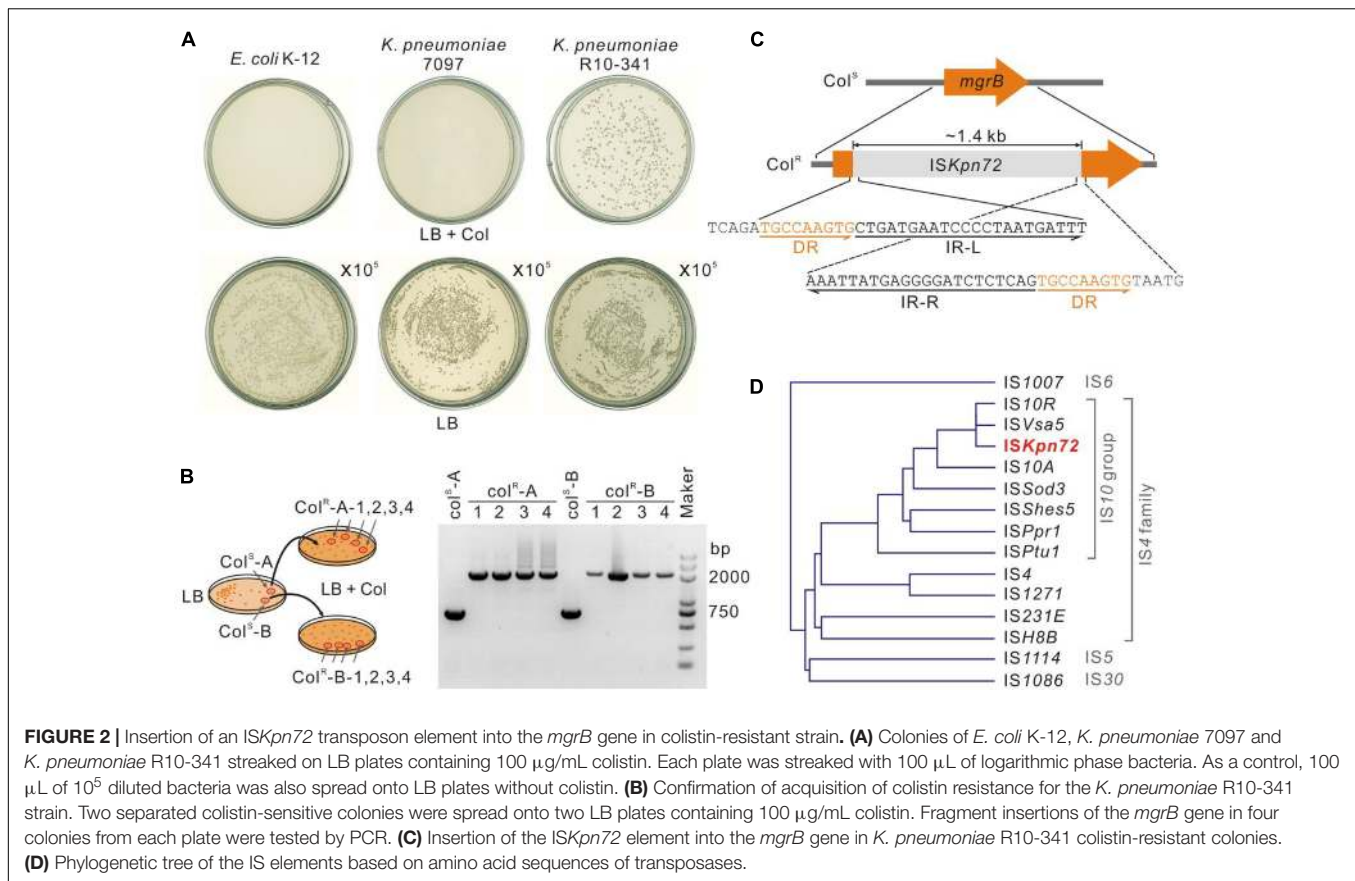 A
E. coli K-12
K. pneumoniae 7097
K. pneumoniae R10-341
LB + Col
X10⁵
X10⁵
X10⁵
LB
B
Colᴿ-A-1,2,3,4
Colˢ-A
LB
LB + Col
Colˢ-B
Colᴿ-B-1,2,3,4
colˢ-A
colᴿ-A
1 2 3 4
colˢ-B
colᴿ-B
1 2 3 4
Maker
bp
2000
750
C
Colˢ
mgrB
~1.4 kb
Colᴿ
ISKpn72
TCAGATGCCAAGTGCTGATGAATCCCCTAATGATTT
DR
IR-L
AAATTATGAGGGGATCTCTCAGTGCCAAGTGTAATG
IR-R
DR
D
IS1007 IS6
IS10R
ISVsa5
ISKpn72
IS10A
ISSod3
ISShes5
ISPpr1
ISPtu1
IS4
IS1271
IS231E
ISH8B
IS1114 IS5
IS1086 IS30
IS10 group
IS4 family
FIGURE 2 | Insertion of an ISKpn72 transposon element into the mgrB gene in colistin-resistant strain. (A) Colonies of E. coli K-12, K. pneumoniae 7097 and
K. pneumoniae R10-341 streaked on LB plates containing 100 μg/mL colistin. Each plate was streaked with 100 μL of logarithmic phase bacteria. As a control, 100
μL of 10⁵ diluted bacteria was also spread onto LB plates without colistin. (B) Confirmation of acquisition of colistin resistance for the K. pneumoniae R10-341
strain. Two separated colistin-sensitive colonies were spread onto two LB plates containing 100 μg/mL colistin. Fragment insertions of the mgrB gene in four
colonies from each plate were tested by PCR. (C) Insertion of the ISKpn72 element into the mgrB gene in K. pneumoniae R10-341 colistin-resistant colonies.
(D) Phylogenetic tree of the IS elements based on amino acid sequences of transposases.